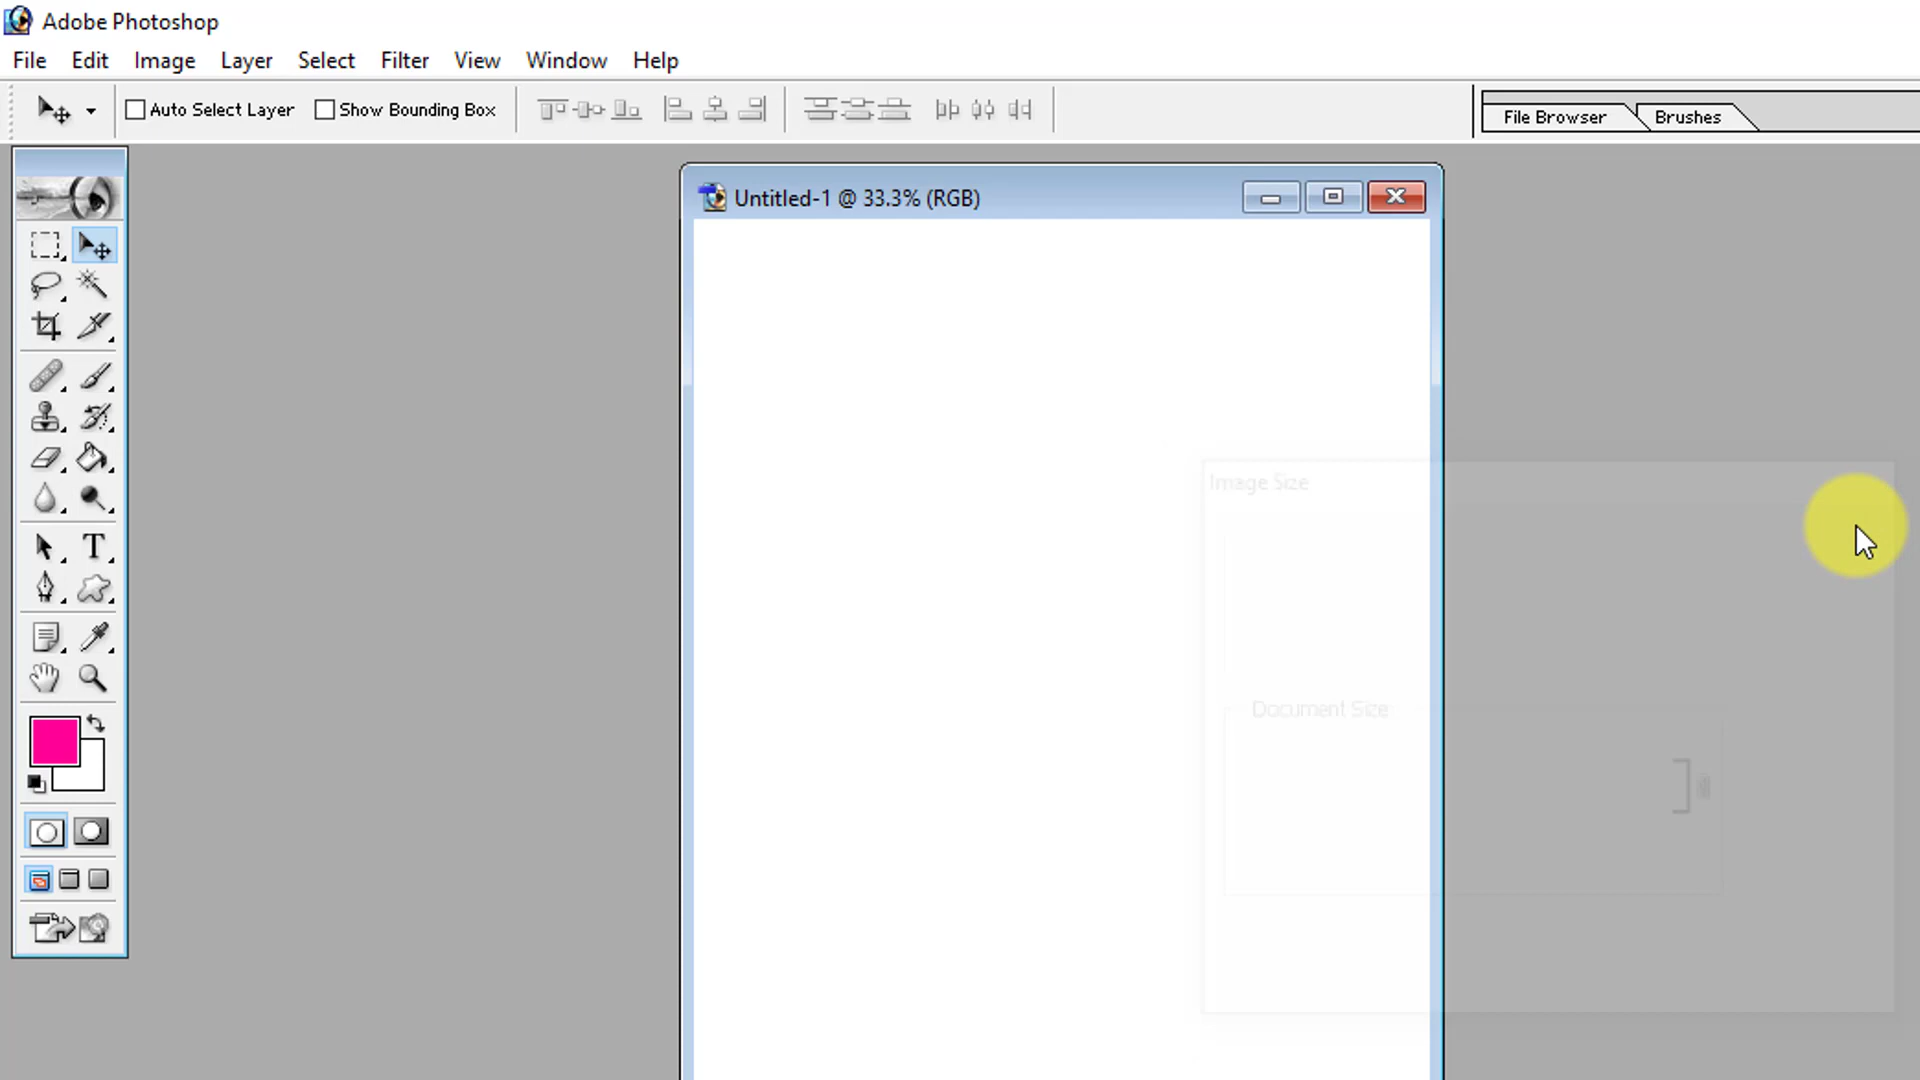 Adobe Photoshop
File Edit Image Layer Select Filter View Window Help
Auto Select Layer Show Bounding Box File Browser Brushes
Untitled-1 @ 33.3% (RGB)
Image Size
T
Document Size